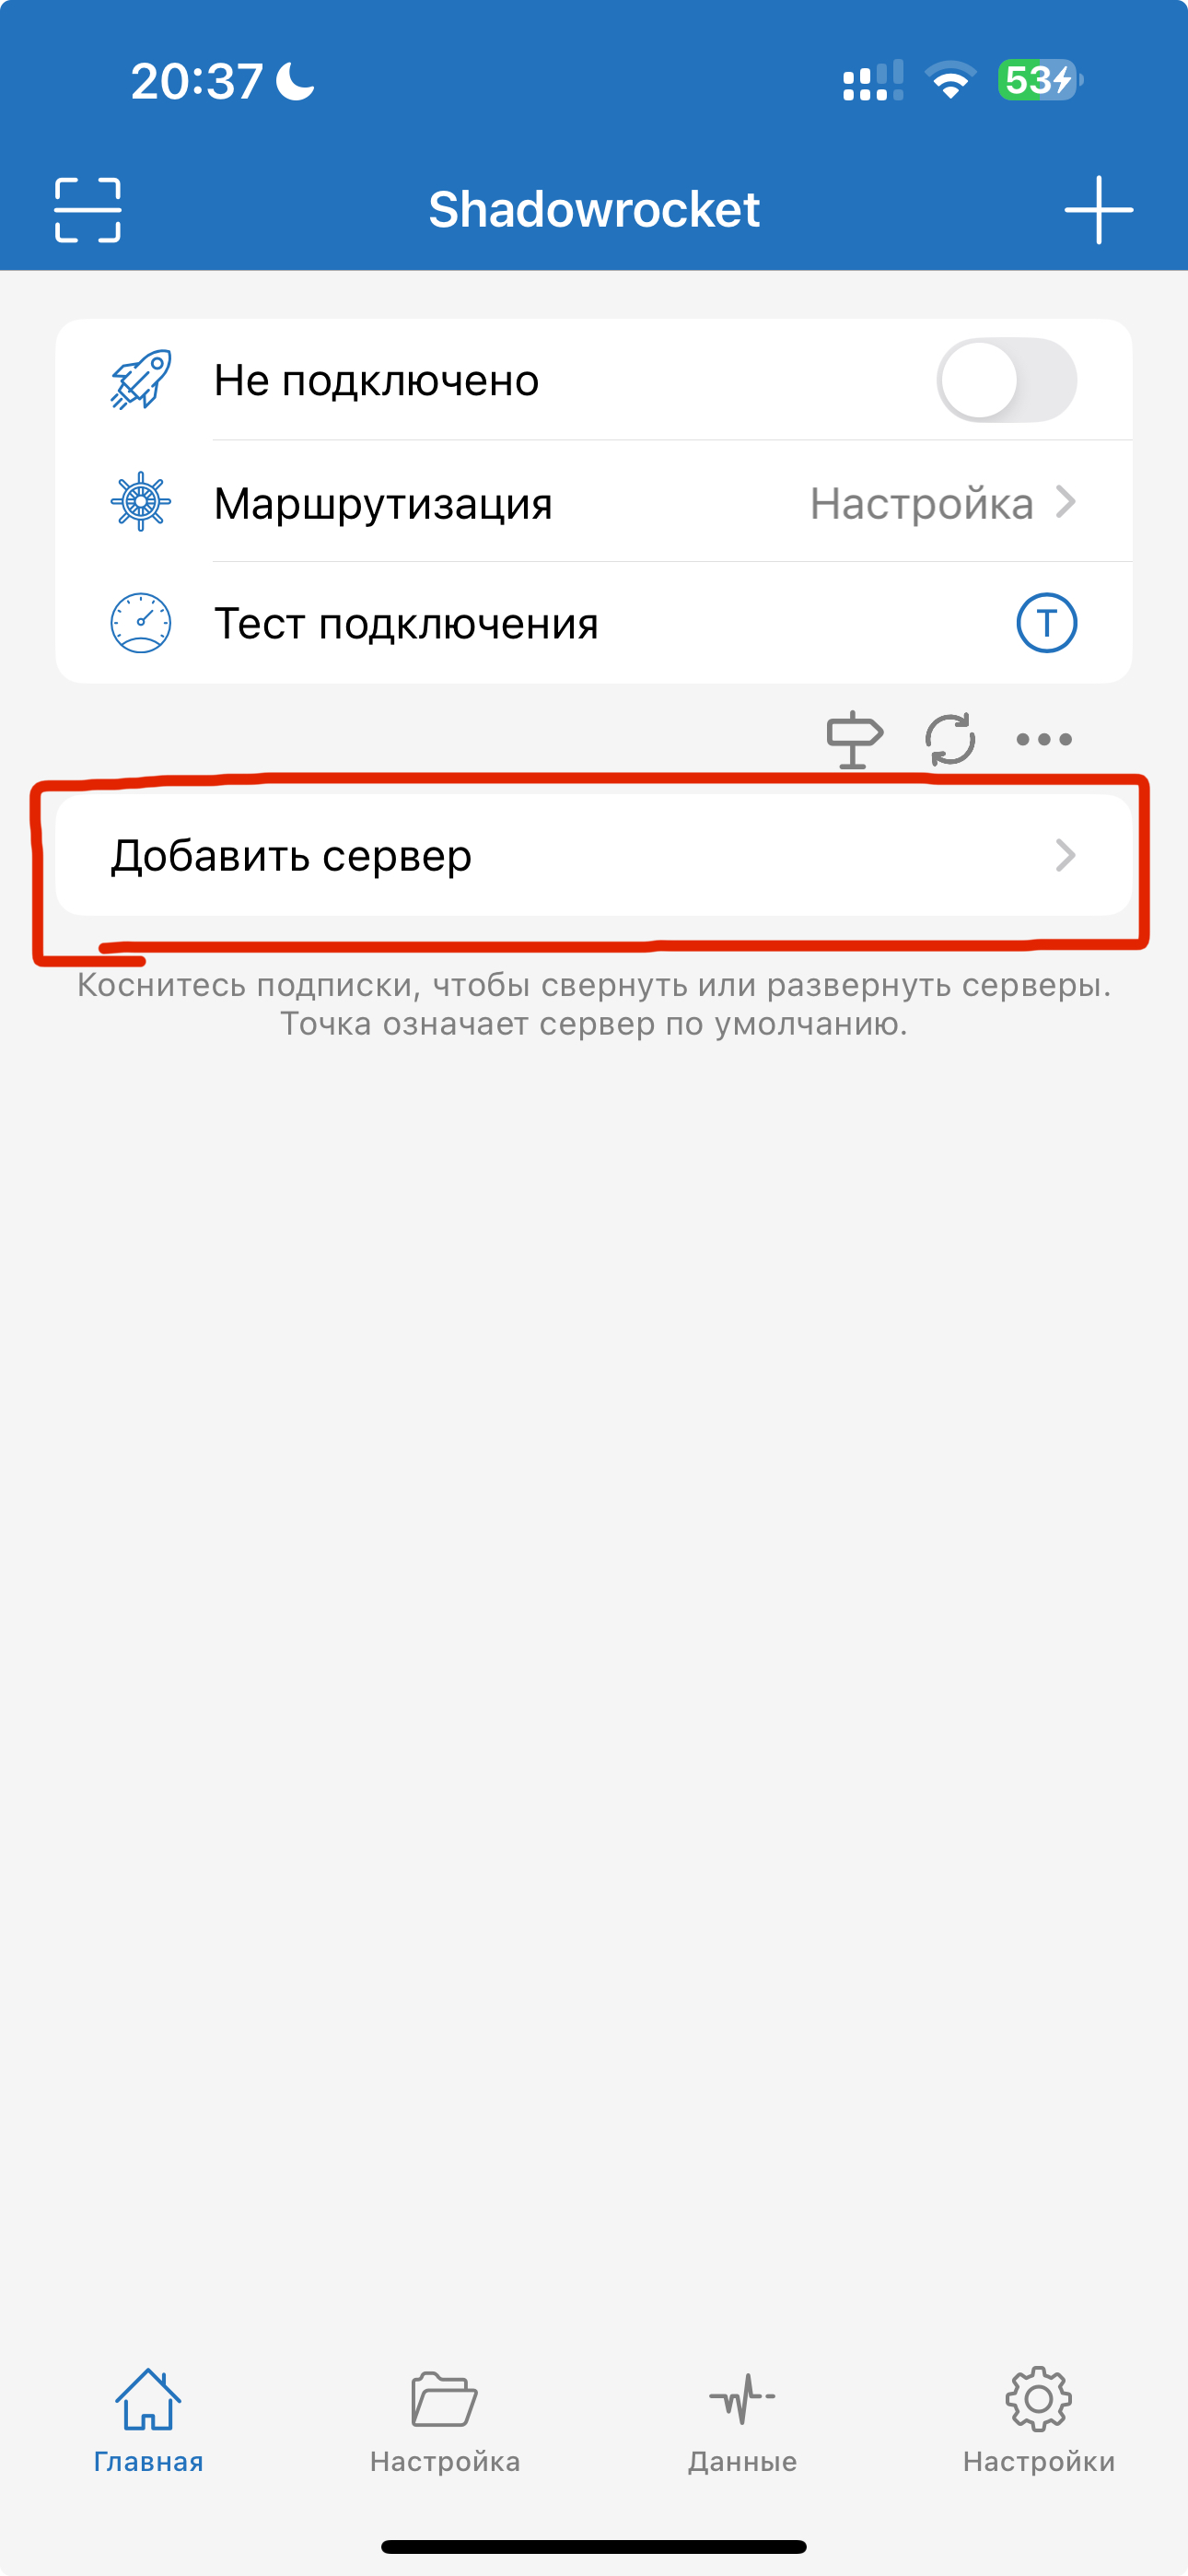 20:37
53
Shadowrocket
Не подключено
Маршрутизация
Настройка
Тест подключения
T
Добавить сервер
Коснитесь подписки, чтобы свернуть или развернуть серверы.
Точка означает сервер по умолчанию.
Главная
Настройка
Данные
Настройки